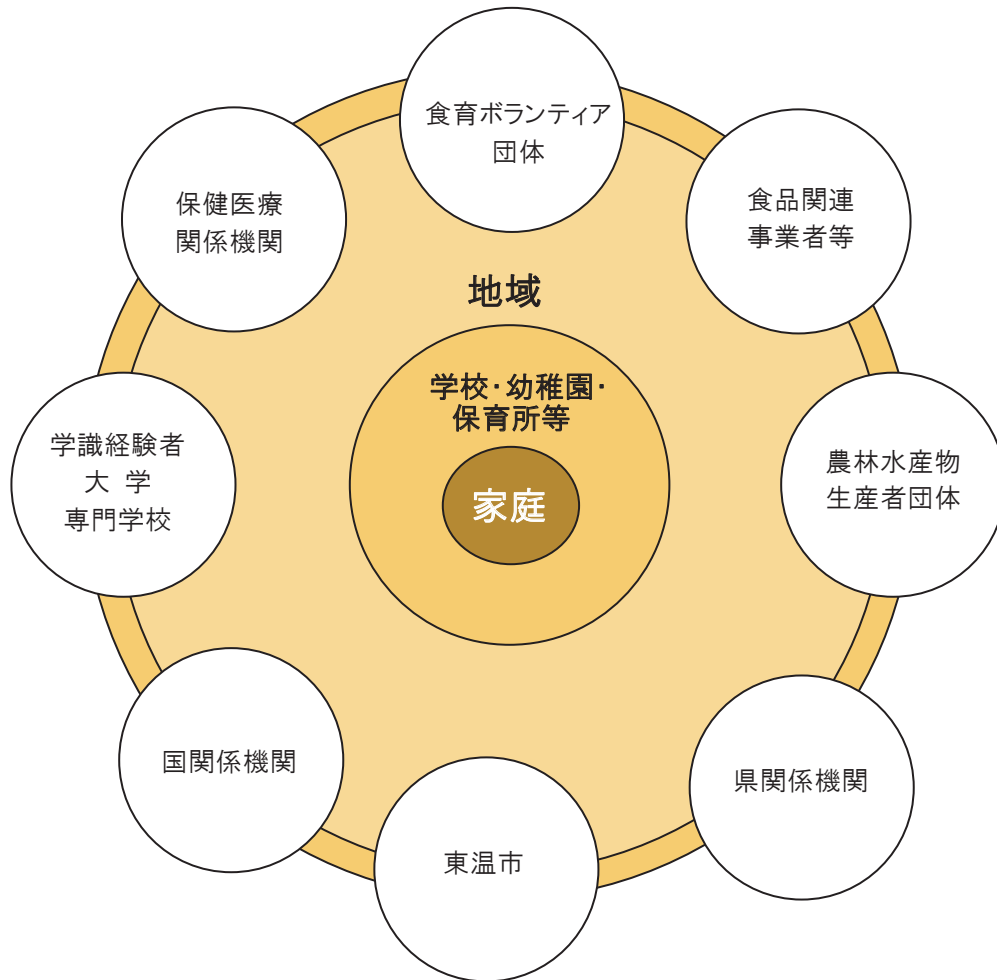 食育ボランティア
団体
保健医療
関係機関
食品関連
事業者等
地域
学校・幼稚園・
保育所等
家庭
学識経験者
大 学
専門学校
農林水産物
生産者団体
国関係機関
県関係機関
東温市